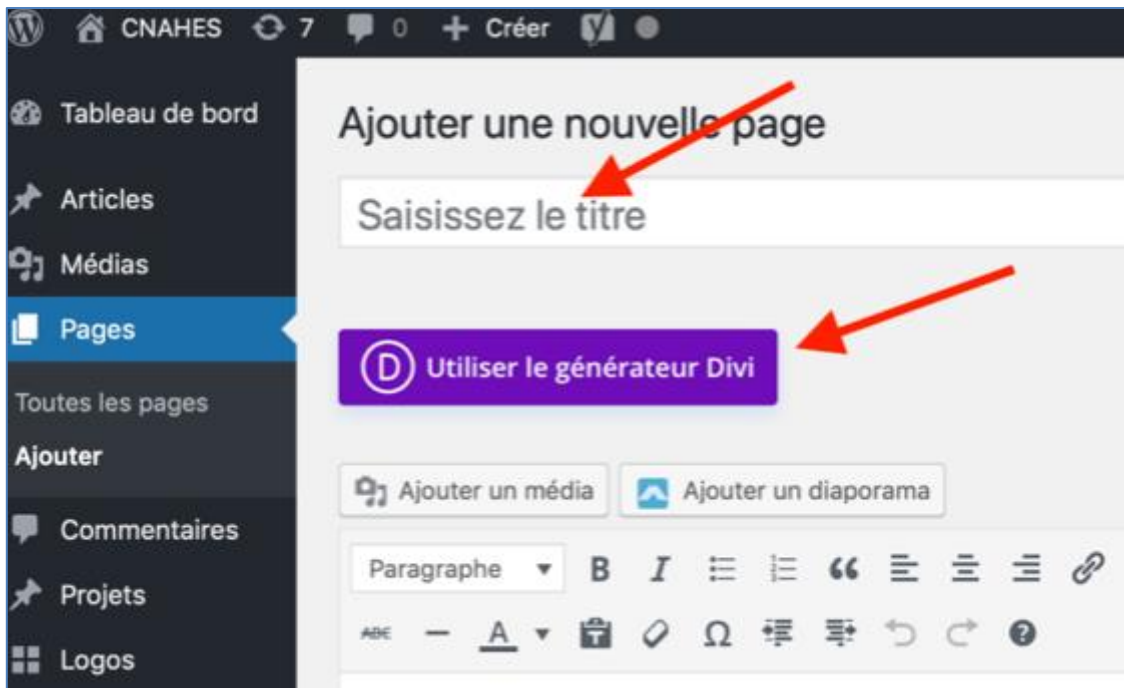 CNAHES 7 0 + Créer
Tableau de bord
Articles
Médias
Pages
Toutes les pages
Ajouter
Commentaires
Projets
Logos
Ajouter une nouvelle page
Saisissez le titre
D Utiliser le générateur Divi
Ajouter un média Ajouter un diaporama
Paragraphe B I
ABC A Ω